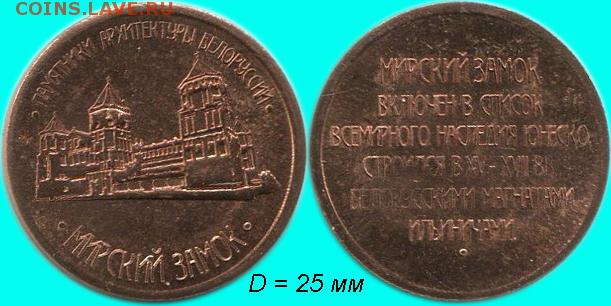 COINS.LAVE.RU
ПАМЯТНИКИ АРХИТЕКТУРЫ БЕЛОРУССИИ
МИРСКИЙ ЗАМОК
МИРСКИЙ ЗАМОК
ВКЛЮЧЕН В СПИСОК
ВСЕМИРНОГО НАСЛЕДИЯ ЮНЕСКО.
СТРОИЛСЯ В XV - XVII ВВ.
БЕЛОРУССКИМИ МАГНАТАМИ
ИЛЬИНИЧАМИ.
D = 25 мм